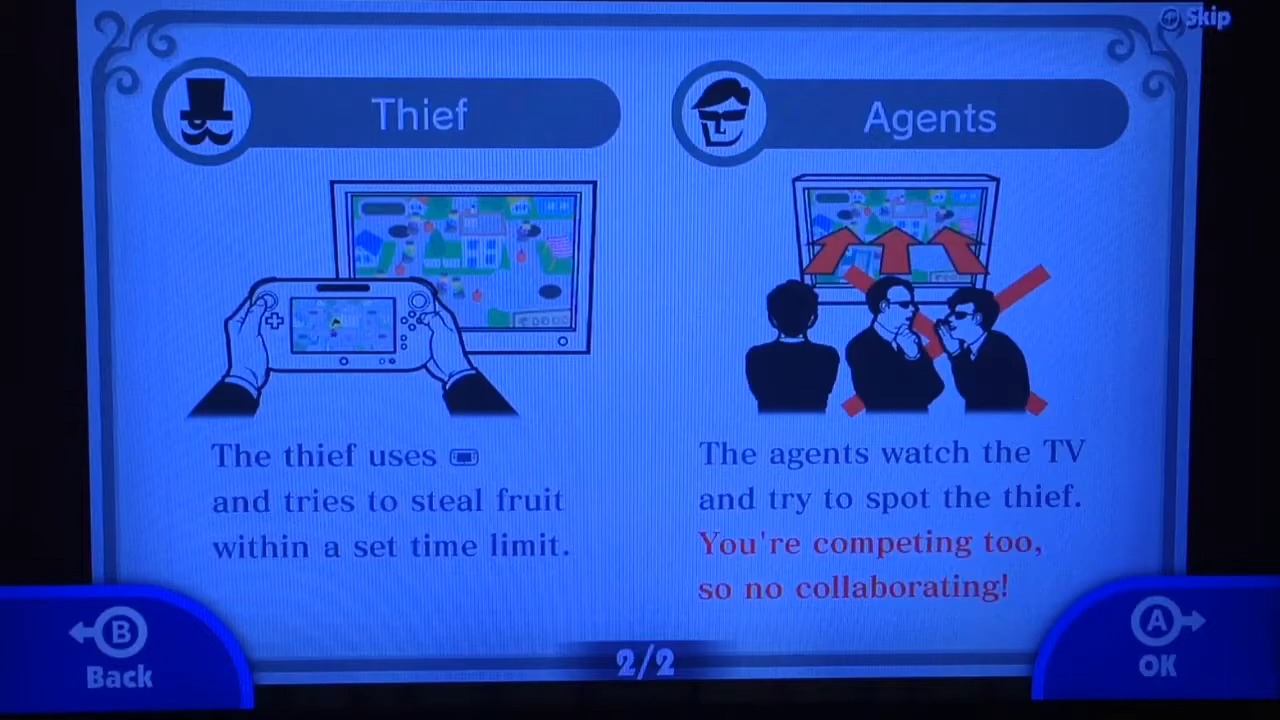 Skip
Thief
Agents
The thief uses
and tries to steal fruit
within a set time limit.
The agents watch the TV
and try to spot the thief.
You're competing too,
so no collaborating!
B
Back
2/2
A
OK